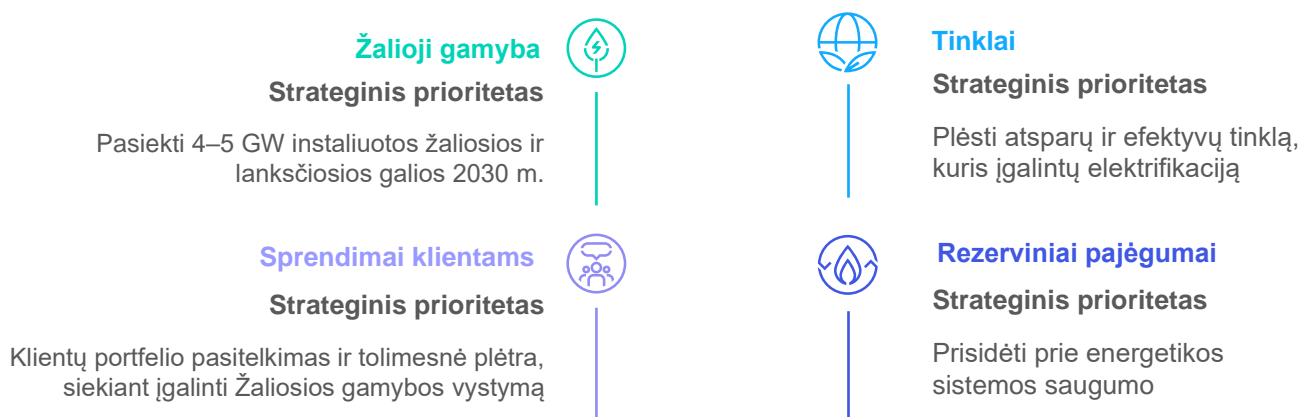 Žalioji gamyba
Strateginis prioritetas
Pasiekti 4–5 GW instaliuotos žaliosios ir
lanksčiosios galios 2030 m.
Tinklai
Strateginis prioritetas
Plėsti atsparų ir efektyvų tinklą,
kuris įgalintų elektrifikaciją
Sprendimai klientams
Strateginis prioritetas
Klientų portfelio pasitelkimas ir tolimesnė plėtra,
siekiant įgalinti Žaliosios gamybos vystymą
Rezerviniai pajėgumai
Strateginis prioritetas
Prisidėti prie energetikos
sistemos saugumo